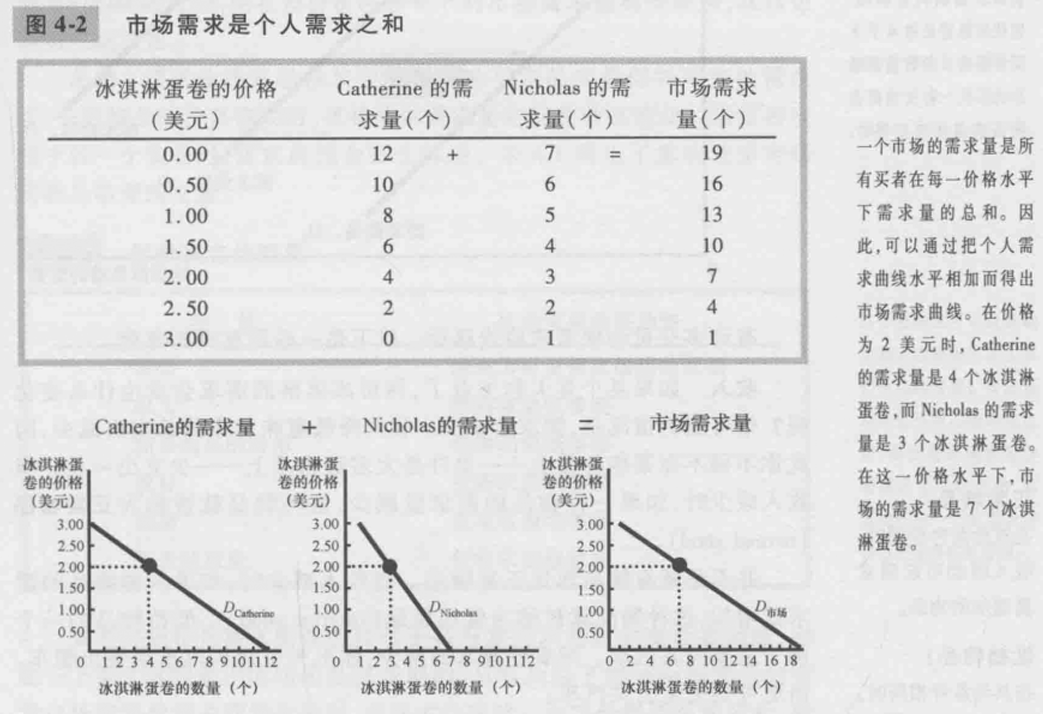 图 4-2 市场需求是个人需求之和
冰淇淋蛋卷的价格 Catherine 的需 Nicholas 的需 市场需求
(美元) 求量(个) 求量(个) 量(个)
0.00 12 + 7 = 19
0.50 10 6 16
1.00 8 5 13
1.50 6 4 10
2.00 4 3 7
2.50 2 2 4
3.00 0 1 1
Catherine的需求量 + Nicholas的需求量 = 市场需求量
冰淇淋蛋
卷的价格
(美元)
3.00
2.50
2.00
1.50
1.00
0.50
D Catherine
0 1 2 3 4 5 6 7 8 9 10 11 12
冰淇淋蛋卷的数量(个)
冰淇淋蛋
卷的价格
(美元)
3.00
2.50
2.00
1.50
1.00
0.50
D Nicholas
0 1 2 3 4 5 6 7 8 9 10 11 12
冰淇淋蛋卷的数量(个)
冰淇淋蛋
卷的价格
(美元)
3.00
2.50
2.00
1.50
1.00
0.50
D 市场
0 2 4 6 8 10 12 14 16 18
冰淇淋蛋卷的数量(个)
一个市场的需求量是所
有买者在每一价格水平
下需求量的总和。因
此,可以通过把个人需
求曲线水平相加而得出
市场需求曲线。在价格
为 2 美元时, Catherine
的需求量是 4 个冰淇淋
蛋卷,而 Nicholas 的需求
量是 3 个冰淇淋蛋卷。
在这一价格水平下,市
场的需求量是 7 个冰淇
淋蛋卷。